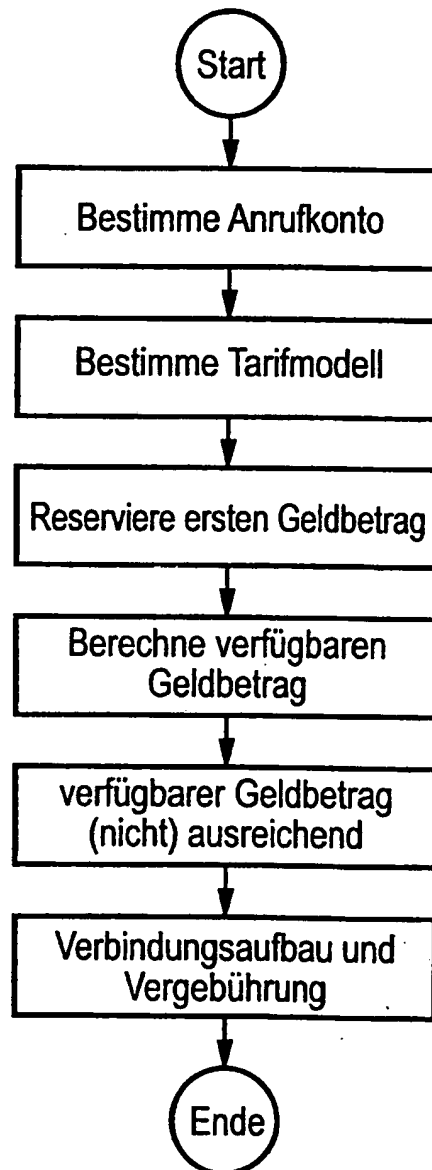 Start
Bestimme Anrufkonto
Bestimme Tarifmodell
Reserviere ersten Geldbetrag
Berechne verfügbaren
Geldbetrag
verfügbarer Geldbetrag
(nicht) ausreichend
Verbindungsaufbau und
Vergebührung
Ende